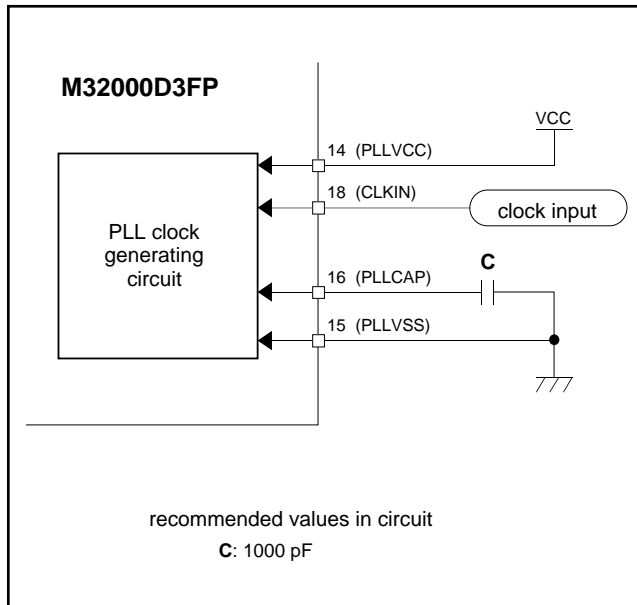 M32000D3FP
VCC
14 (PLLVCC)
18 (CLKIN)
clock input
PLL clock
generating
circuit
C
16 (PLLCAP)
15 (PLLVSS)
recommended values in circuit
C: 1000 pF